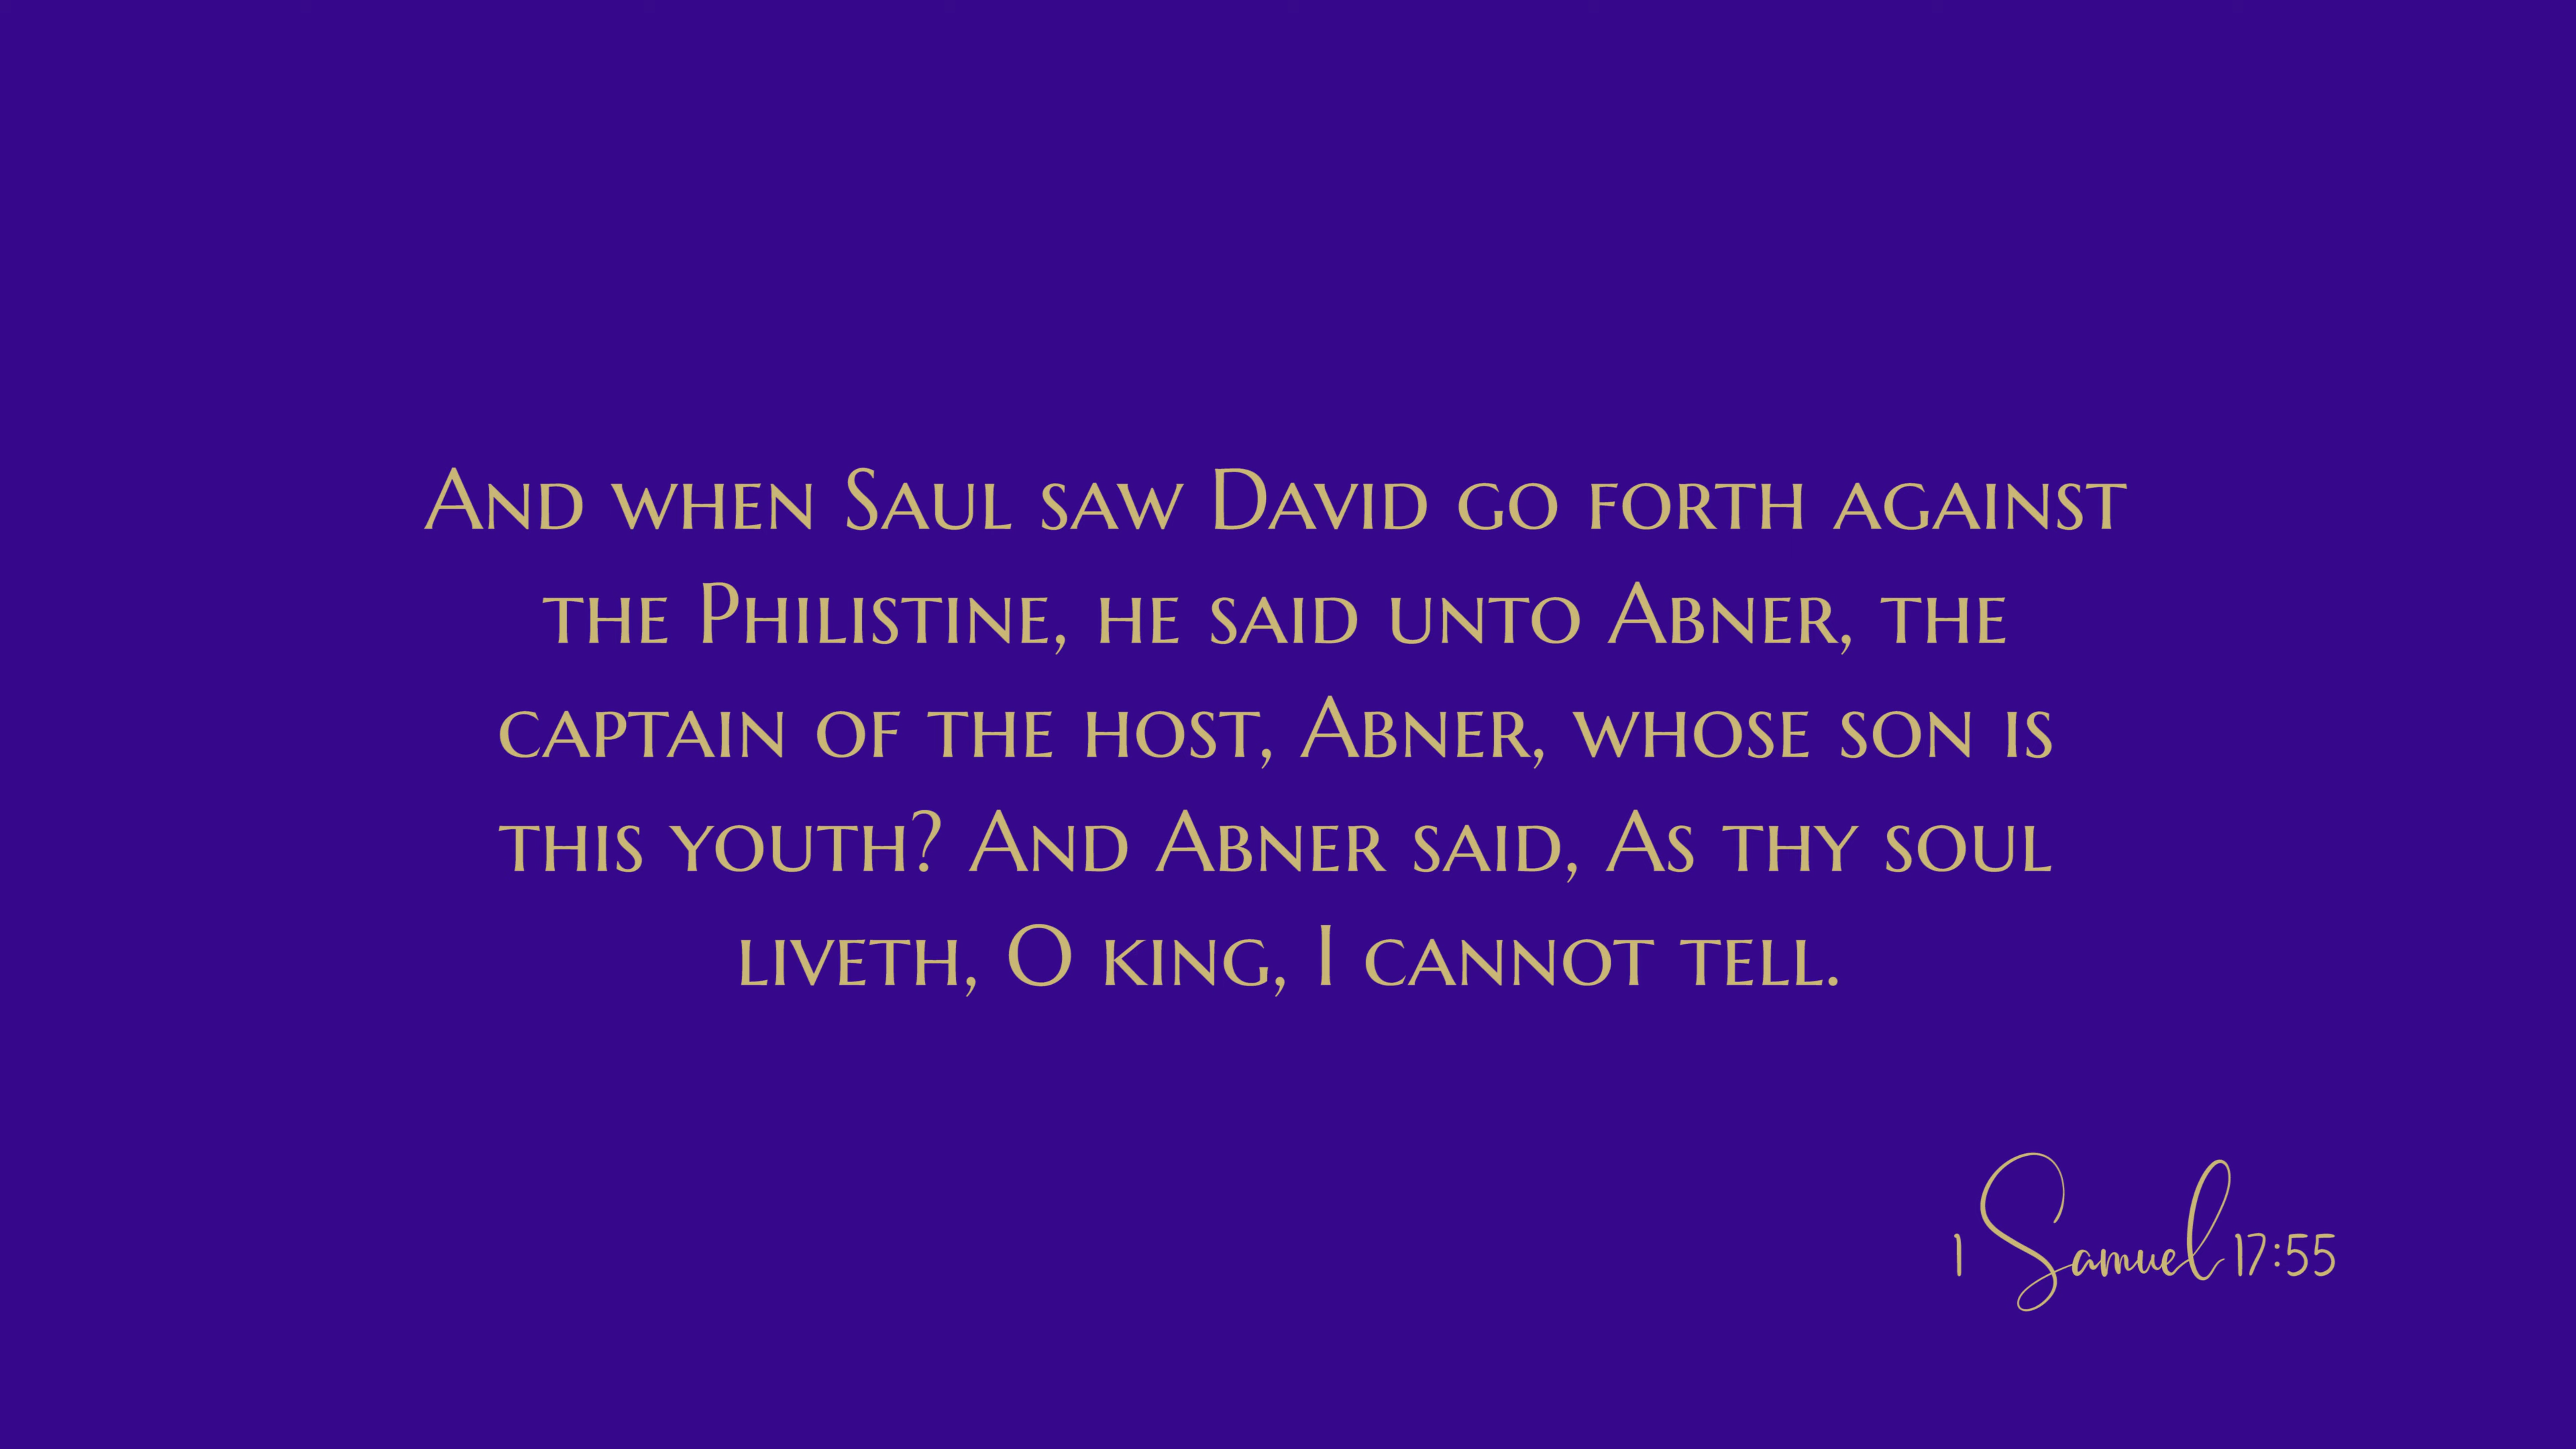 And when Saul saw David go forth against
the Philistine, he said unto Abner, the
captain of the host, Abner, whose son is
this youth? And Abner said, As thy soul
liveth, O king, I cannot tell.
1 Samuel 17:55